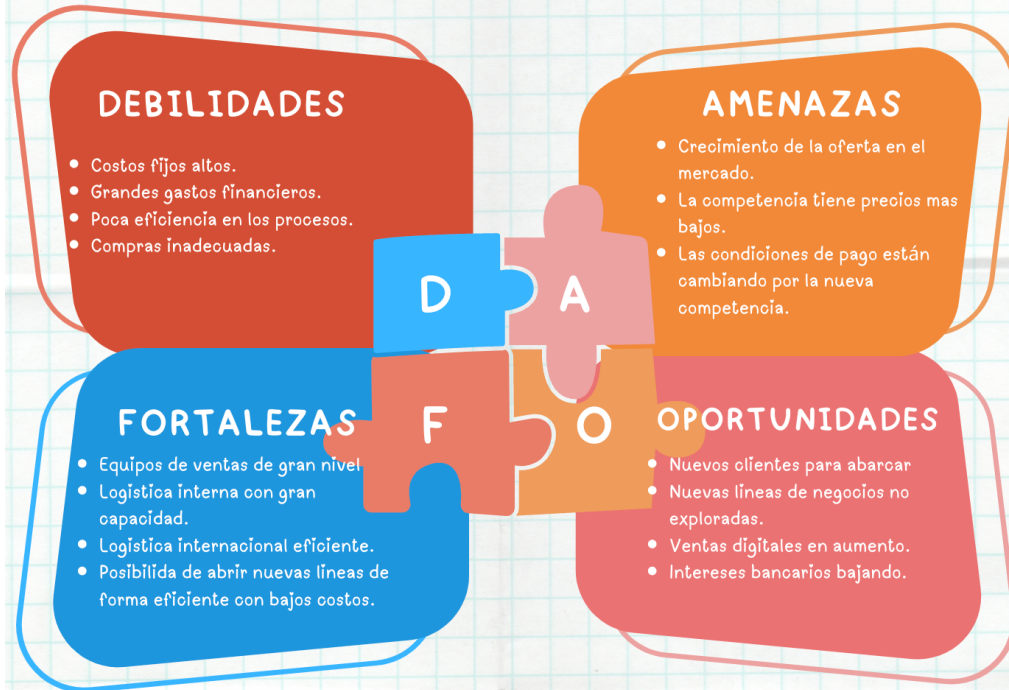 DEBILIDADES
Costos fijos altos.
Grandes gastos financieros.
Poca eficiencia en los procesos.
Compras inadecuadas.
AMENAZAS
Crecimiento de la oferta en el
mercado.
La competencia tiene precios mas
bajos.
Las condiciones de pago están
cambiando por la nueva
competencia.
D
A
F
O
FORTALEZAS
Equipos de ventas de gran nivel
Logistica interna con gran
capacidad.
Logistica internacional eficiente.
Posibilida de abrir nuevas lineas de
forma eficiente con bajos costos.
OPORTUNIDADES
Nuevos clientes para abarcar
Nuevas lineas de negocios no
exploradas.
Ventas digitales en aumento.
Intereses bancarios bajando.